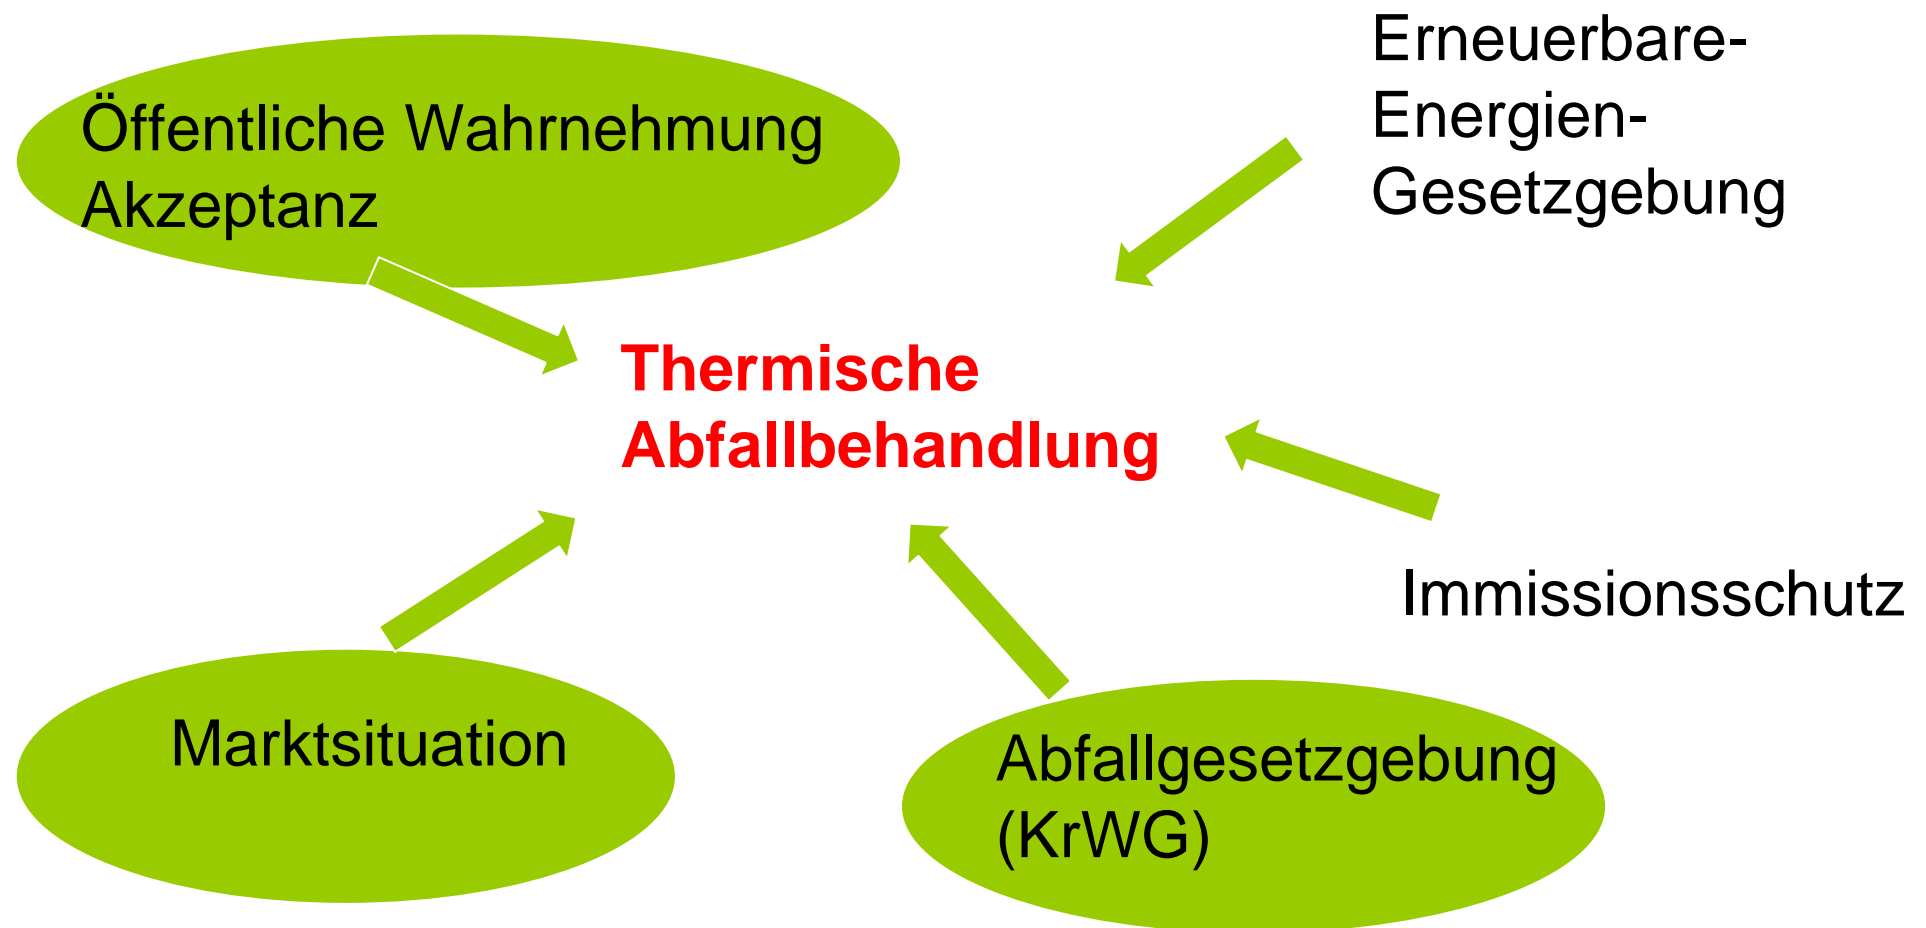 Öffentliche Wahrnehmung
Akzeptanz
Erneuerbare-
Energien-
Gesetzgebung
Thermische
Abfallbehandlung
Immissionsschutz
Marktsituation
Abfallgesetzgebung
(KrWG)